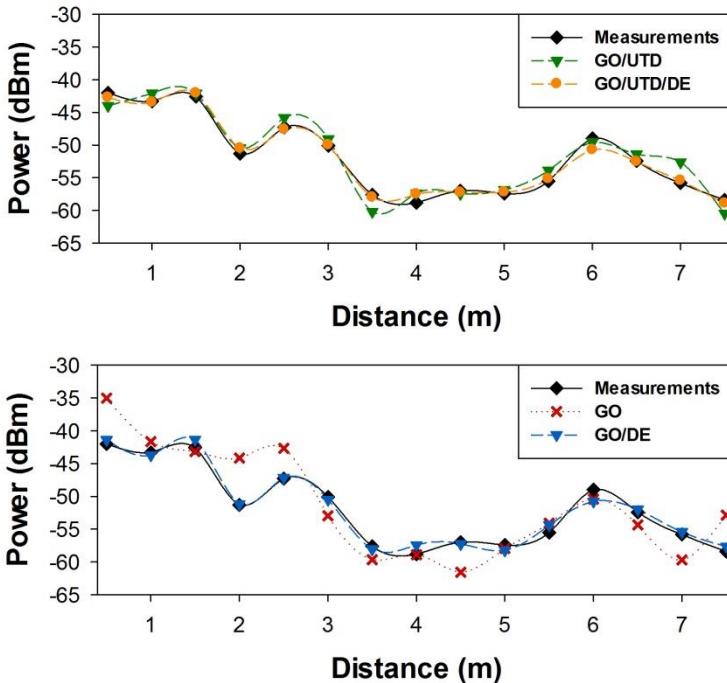 -30
Measurements
-35
GO/UTD
-40
GO/UTD/DE
-45
-50
-55
-60
-65
Power (dBm)
1 2 3 4 5 6 7
Distance (m)
-30
Measurements
-35
GO
-40
GO/DE
-45
-50
-55
-60
-65
Power (dBm)
1 2 3 4 5 6 7
Distance (m)